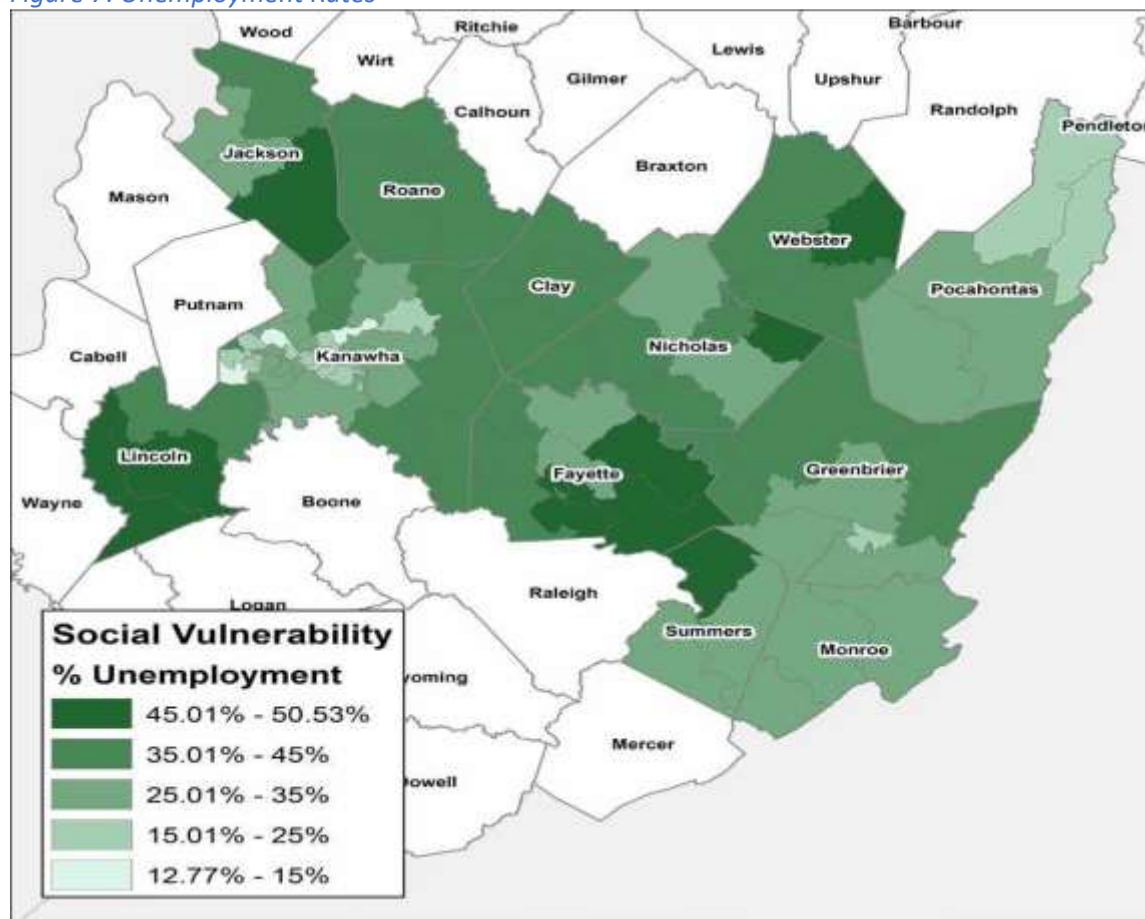 Figure 7. Unemployment Rates
Wood
Ritchie
Barbour
Wirt
Lewis
Gilmer
Upshur
Calhoun
Randolph
Pendleton
Jackson
Braxton
Roane
Mason
Webster
Clay
Pocahontas
Putnam
Nicholas
Kanawha
Cabell
Lincoln
Fayette
Greenbrier
Wayne
Boone
Raleigh
Logan
Summers
Monroe
yoming
Mercer
owell
Social Vulnerability
% Unemployment
45.01% - 50.53%
35.01% - 45%
25.01% - 35%
15.01% - 25%
12.77% - 15%